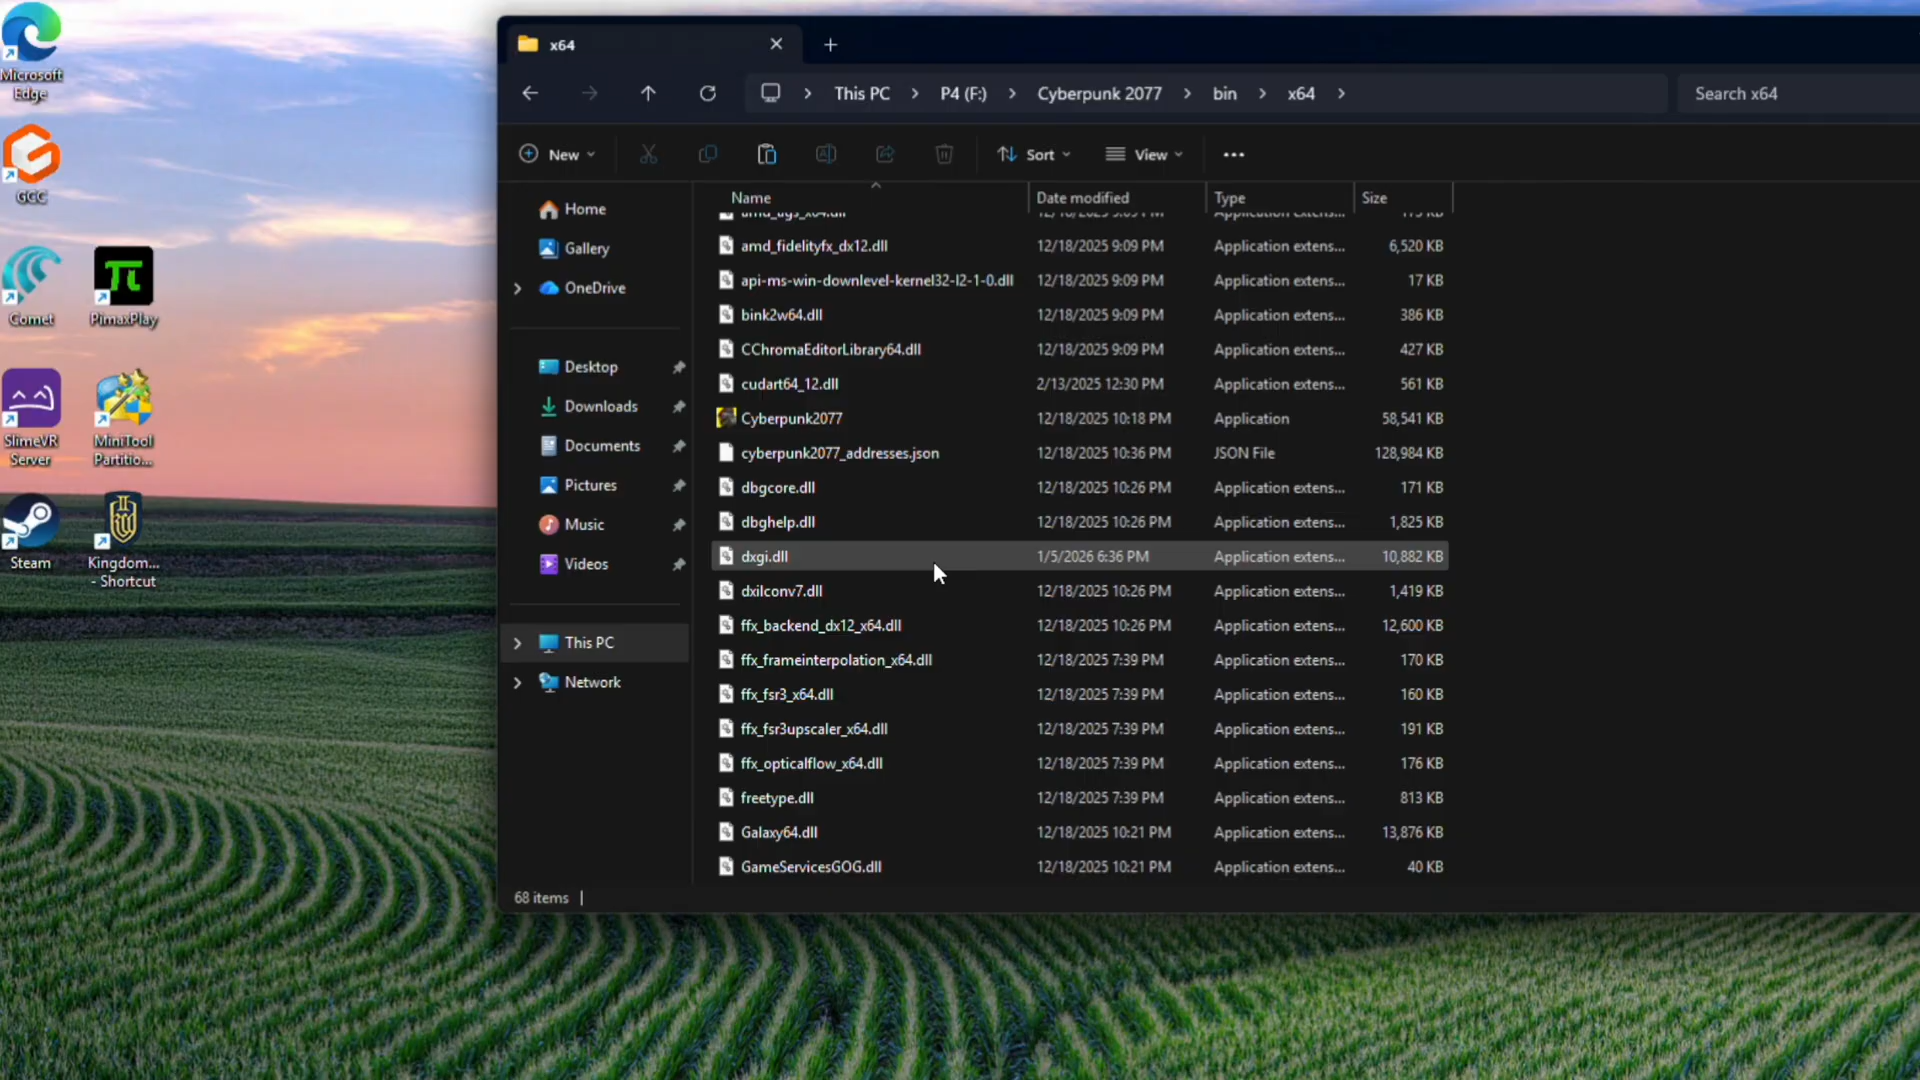 Microsoft Edge
GCC
Comet
PimaxPlay
SlimeVR Server
MiniTool Partitio...
Steam
Kingdom... - Shortcut
x64
This PC > P4 (F:) > Cyberpunk 2077 > bin > x64 >
Search x64
New
Sort
View
Home
Gallery
OneDrive
Desktop
Downloads
Documents
Pictures
Music
Videos
This PC
Network
Name Date modified Type Size
amd_fidelityfx_dx12.dll 12/18/2025 9:09 PM Application extens... 6,520 KB
api-ms-win-downlevel-kernel32-l2-1-0.dll 12/18/2025 9:09 PM Application extens... 17 KB
bink2w64.dll 12/18/2025 9:09 PM Application extens... 386 KB
CChromaEditorLibrary64.dll 12/18/2025 9:09 PM Application extens... 427 KB
cudart64_12.dll 2/13/2025 12:30 PM Application extens... 561 KB
Cyberpunk2077 12/18/2025 10:18 PM Application 58,541 KB
cyberpunk2077_addresses.json 12/18/2025 10:36 PM JSON File 128,984 KB
dbgcore.dll 12/18/2025 10:26 PM Application extens... 171 KB
dbghelp.dll 12/18/2025 10:26 PM Application extens... 1,825 KB
dxgi.dll 1/5/2026 6:36 PM Application extens... 10,882 KB
dxilconv7.dll 12/18/2025 10:26 PM Application extens... 1,419 KB
ffx_backend_dx12_x64.dll 12/18/2025 10:26 PM Application extens... 12,600 KB
ffx_frameinterpolation_x64.dll 12/18/2025 7:39 PM Application extens... 170 KB
ffx_fsr3_x64.dll 12/18/2025 7:39 PM Application extens... 160 KB
ffx_fsr3upscaler_x64.dll 12/18/2025 7:39 PM Application extens... 191 KB
ffx_opticalflow_x64.dll 12/18/2025 7:39 PM Application extens... 176 KB
freetype.dll 12/18/2025 7:39 PM Application extens... 813 KB
Galaxy64.dll 12/18/2025 10:21 PM Application extens... 13,876 KB
GameServicesGOG.dll 12/18/2025 10:21 PM Application extens... 40 KB
68 items